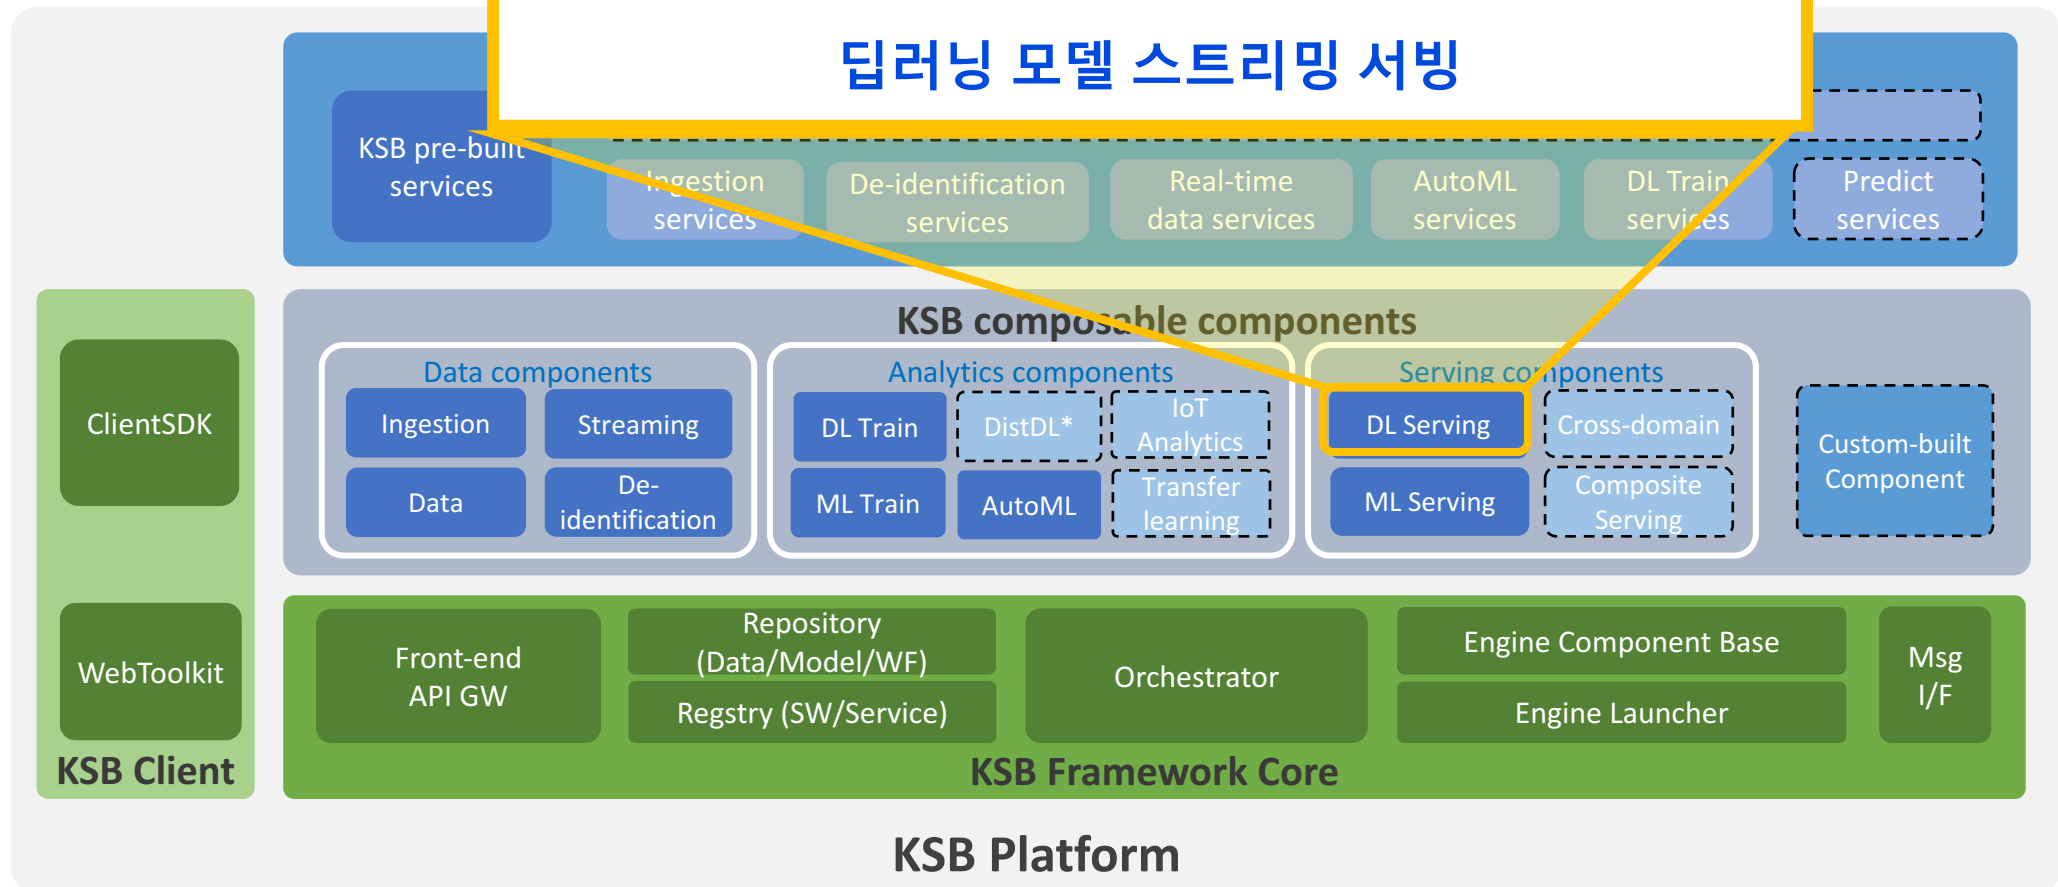 딥러닝 모델 스트리밍 서빙
KSB pre-built
services
Ingestion
services
De-identification
services
Real-time
data services
AutoML
services
DL Train
services
Predict
services
KSB composable components
Data components
Ingestion
Streaming
Data
De-
identification
Analytics components
DL Train
DistDL*
IoT
Analytics
ML Train
AutoML
Transfer
learning
Serving components
DL Serving
Cross-domain
ML Serving
Composite
Serving
Custom-built
Component
ClientSDK
WebToolkit
KSB Client
Front-end
API GW
Repository
(Data/Model/WF)
Regstry (SW/Service)
Orchestrator
Engine Component Base
Engine Launcher
Msg
I/F
KSB Framework Core
KSB Platform